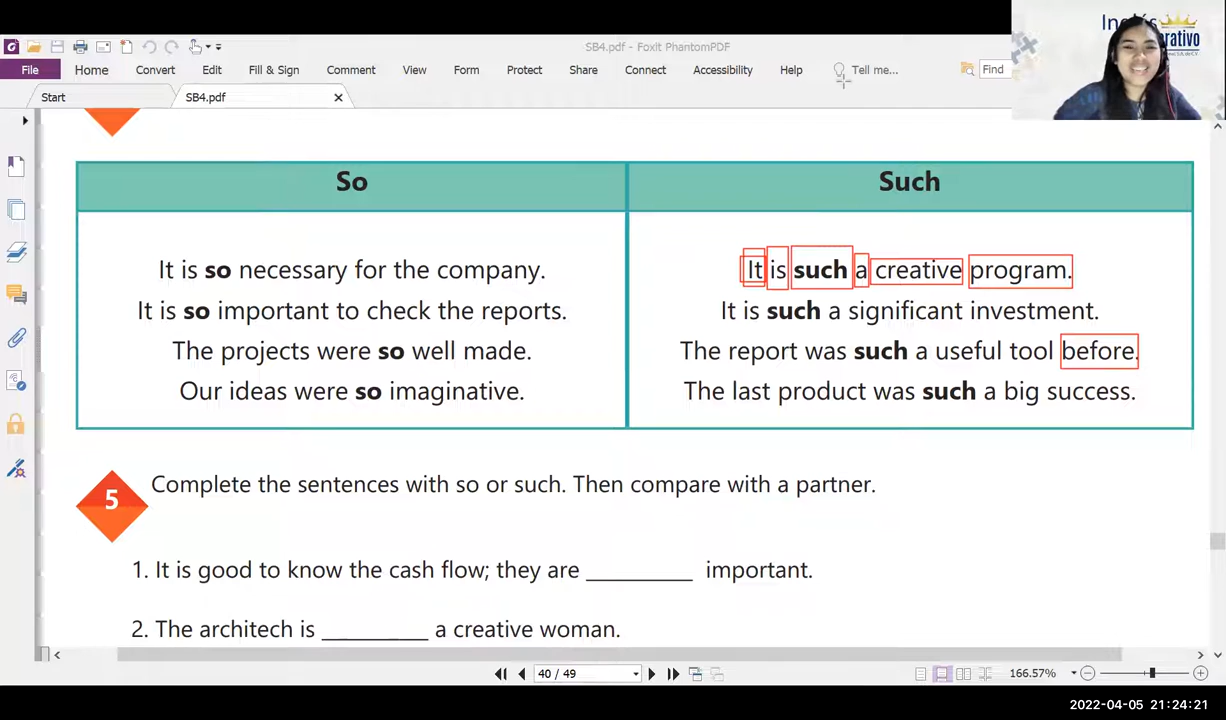 SB4.pdf - Foxit PhantomPDF
File Home Convert Edit Fill & Sign Comment View Form Protect Share Connect Accessibility Help Tell me... Find
Start SB4.pdf
So
Such
It is so necessary for the company.
It is so important to check the reports.
The projects were so well made.
Our ideas were so imaginative.
It is such a creative program.
It is such a significant investment.
The report was such a useful tool before.
The last product was such a big success.
5 Complete the sentences with so or such. Then compare with a partner.
1. It is good to know the cash flow; they are _________ important.
2. The architech is _________ a creative woman.
40 / 49
166.57%
2022-04-05 21:24:21